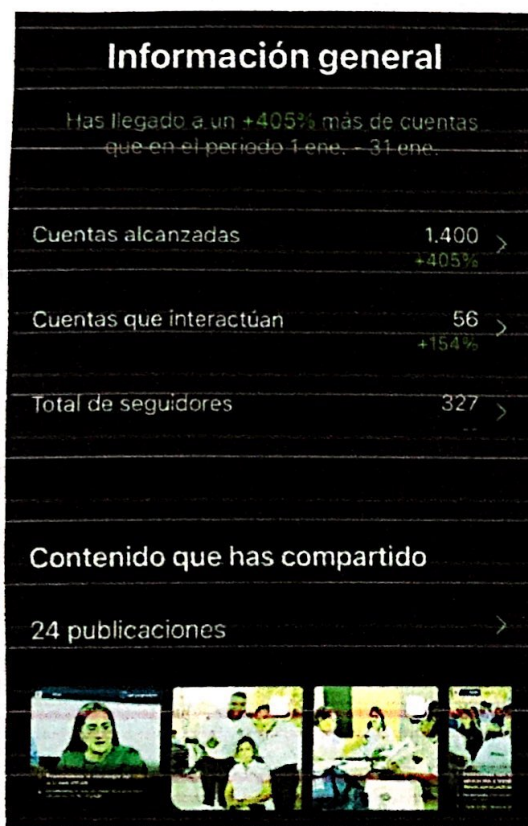 Información general
Has llegado a un +405% más de cuentas
que en el periodo 1 ene. - 31 ene.
Cuentas alcanzadas
1.400
+405%
Cuentas que interactúan
56
+154%
Total de seguidores
327
--
Contenido que has compartido
24 publicaciones